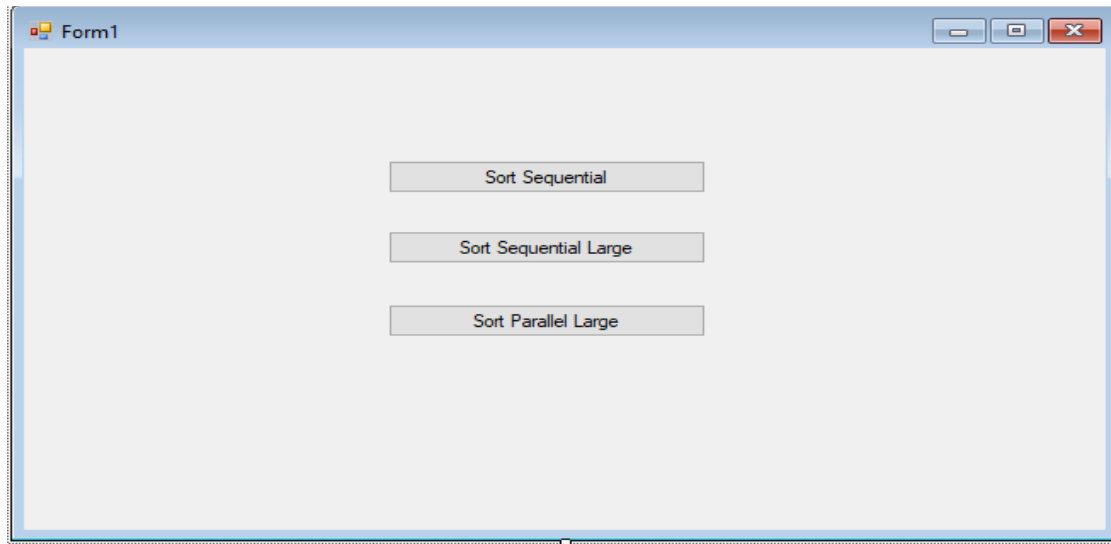 Form1
Sort Sequential
Sort Sequential Large
Sort Parallel Large